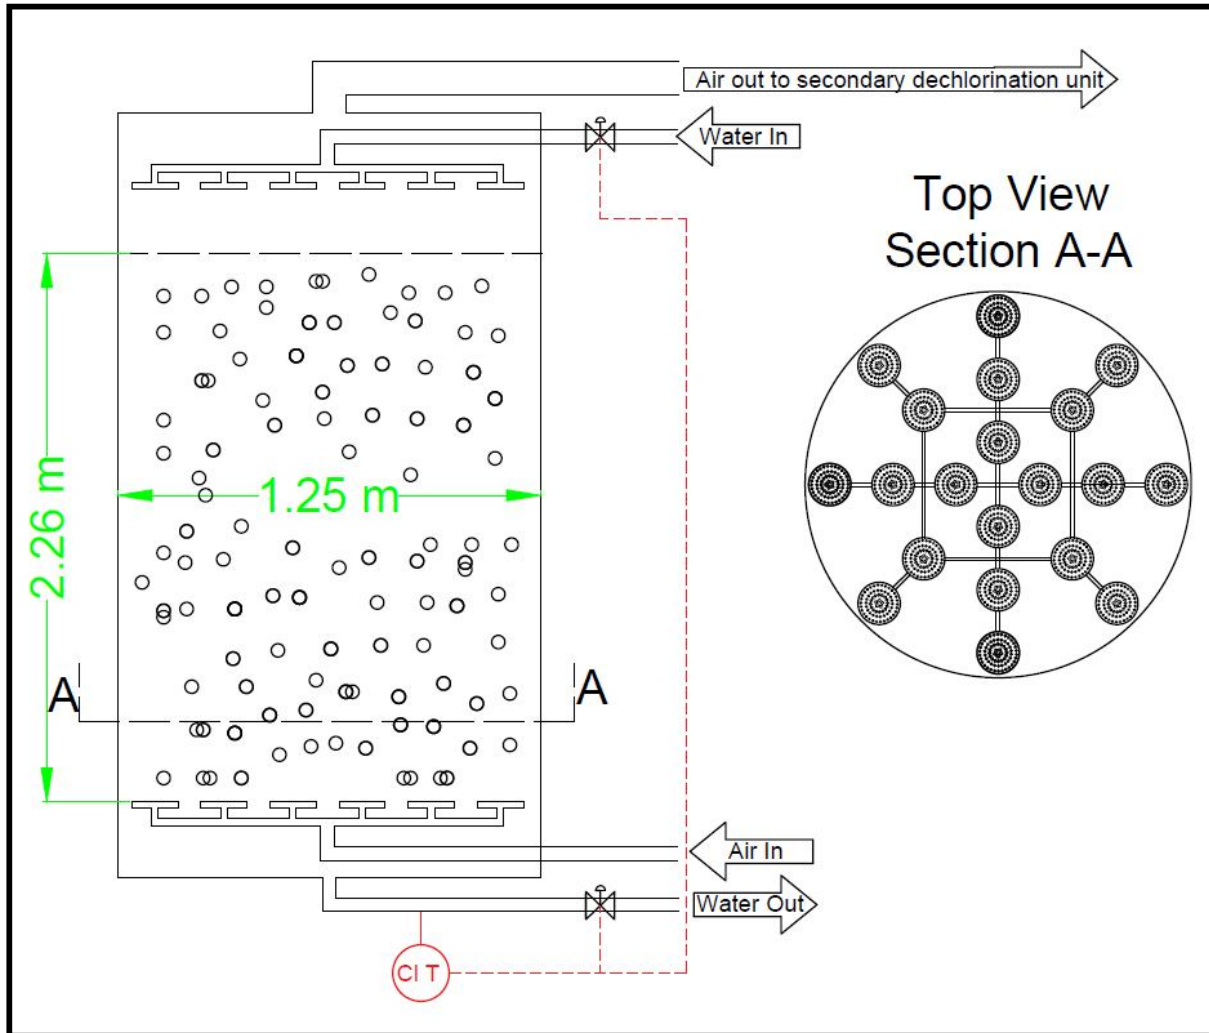 Air out to secondary dechlorination unit
Water In
Top View
Section A-A
2.26 m
1.25 m
A
A
Air In
Water Out
Cl T